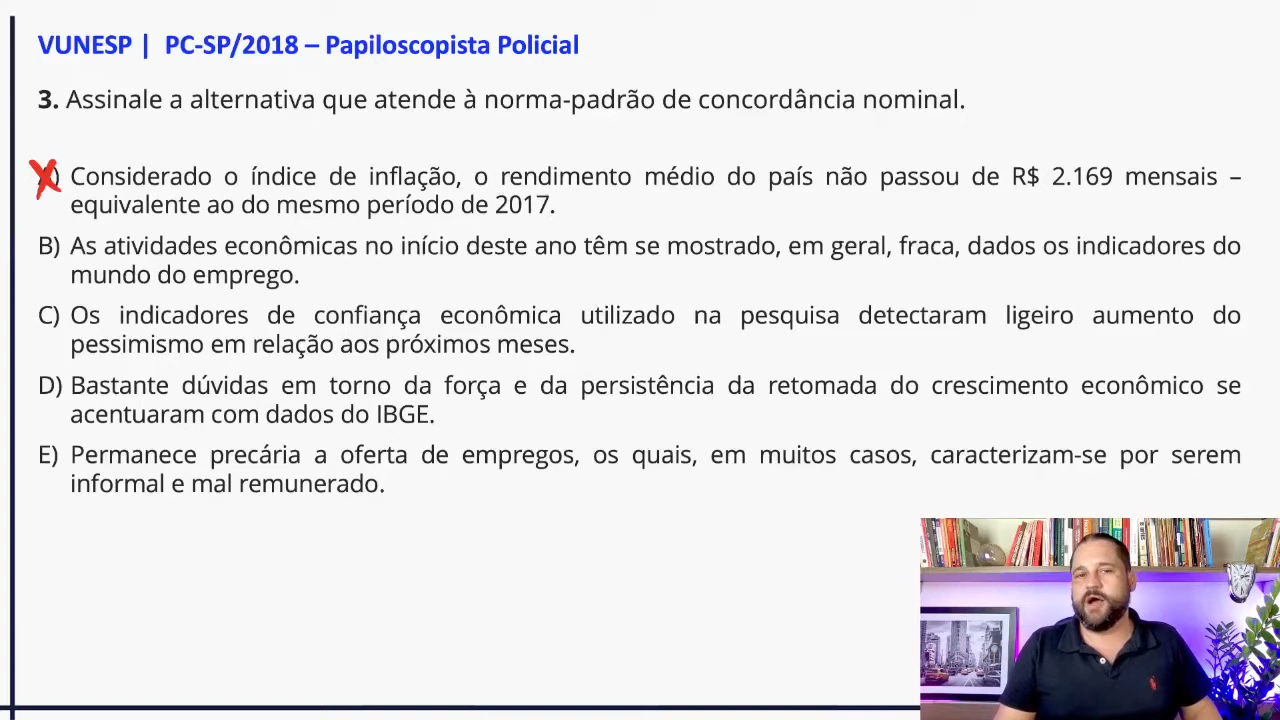 VUNESP | PC-SP/2018 – Papiloscopista Policial
3. Assinale a alternativa que atende à norma-padrão de concordância nominal.
A) Considerado o índice de inflação, o rendimento médio do país não passou de R$ 2.169 mensais –
equivalente ao do mesmo período de 2017.
B) As atividades econômicas no início deste ano têm se mostrado, em geral, fraca, dados os indicadores do
mundo do emprego.
C) Os indicadores de confiança econômica utilizado na pesquisa detectaram ligeiro aumento do
pessimismo em relação aos próximos meses.
D) Bastante dúvidas em torno da força e da persistência da retomada do crescimento econômico se
acentuaram com dados do IBGE.
E) Permanece precária a oferta de empregos, os quais, em muitos casos, caracterizam-se por serem
informal e mal remunerado.